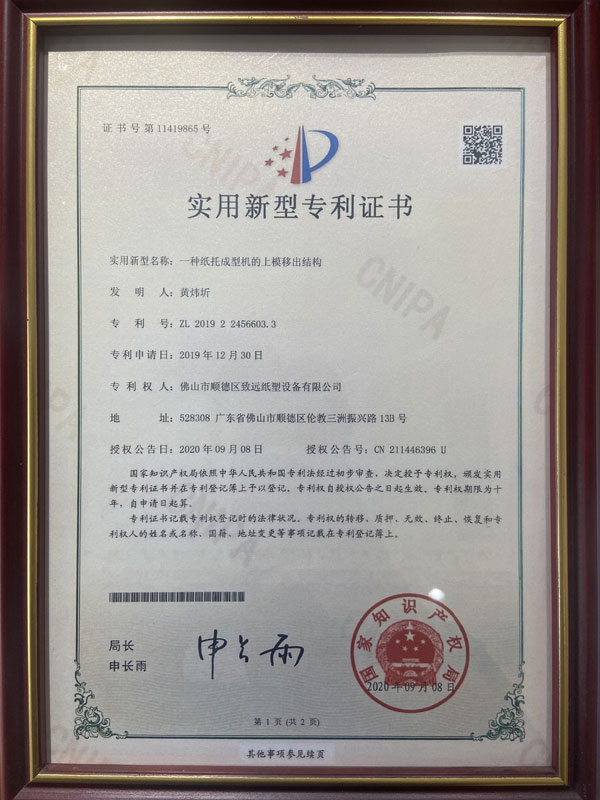 证书号第11419865号
实用新型专利证书
实用新型名称：一种纸托成型机的上模移出结构
发明人：黄炜圻
专利号：ZL 2019 2 2456603.3
专利申请日：2019年12月30日
专利权人：佛山市顺德区致远纸塑设备有限公司
地址：528308 广东省佛山市顺德区伦教三洲振兴路13B号
授权公告日：2020年09月08日 授权公告号：CN 211446396 U
国家知识产权局依照中华人民共和国专利法经过初步审查，决定授予专利权，颁发实用
新型专利证书并在专利登记簿上予以登记。专利权自授权公告之日起生效。专利权期限为十
年，自申请日起算。
专利证书记载专利权登记时的法律状况。专利权的转移、质押、无效、终止、恢复和专
利权人的姓名或名称、国籍、地址变更等事项记载在专利登记簿上。
局长
申长雨
申长雨
国家知识产权局
2020年09月08日
第1页(共2页)
其他事项参见续页
CNIPA
CNIPA
CNIPA
CNIPA